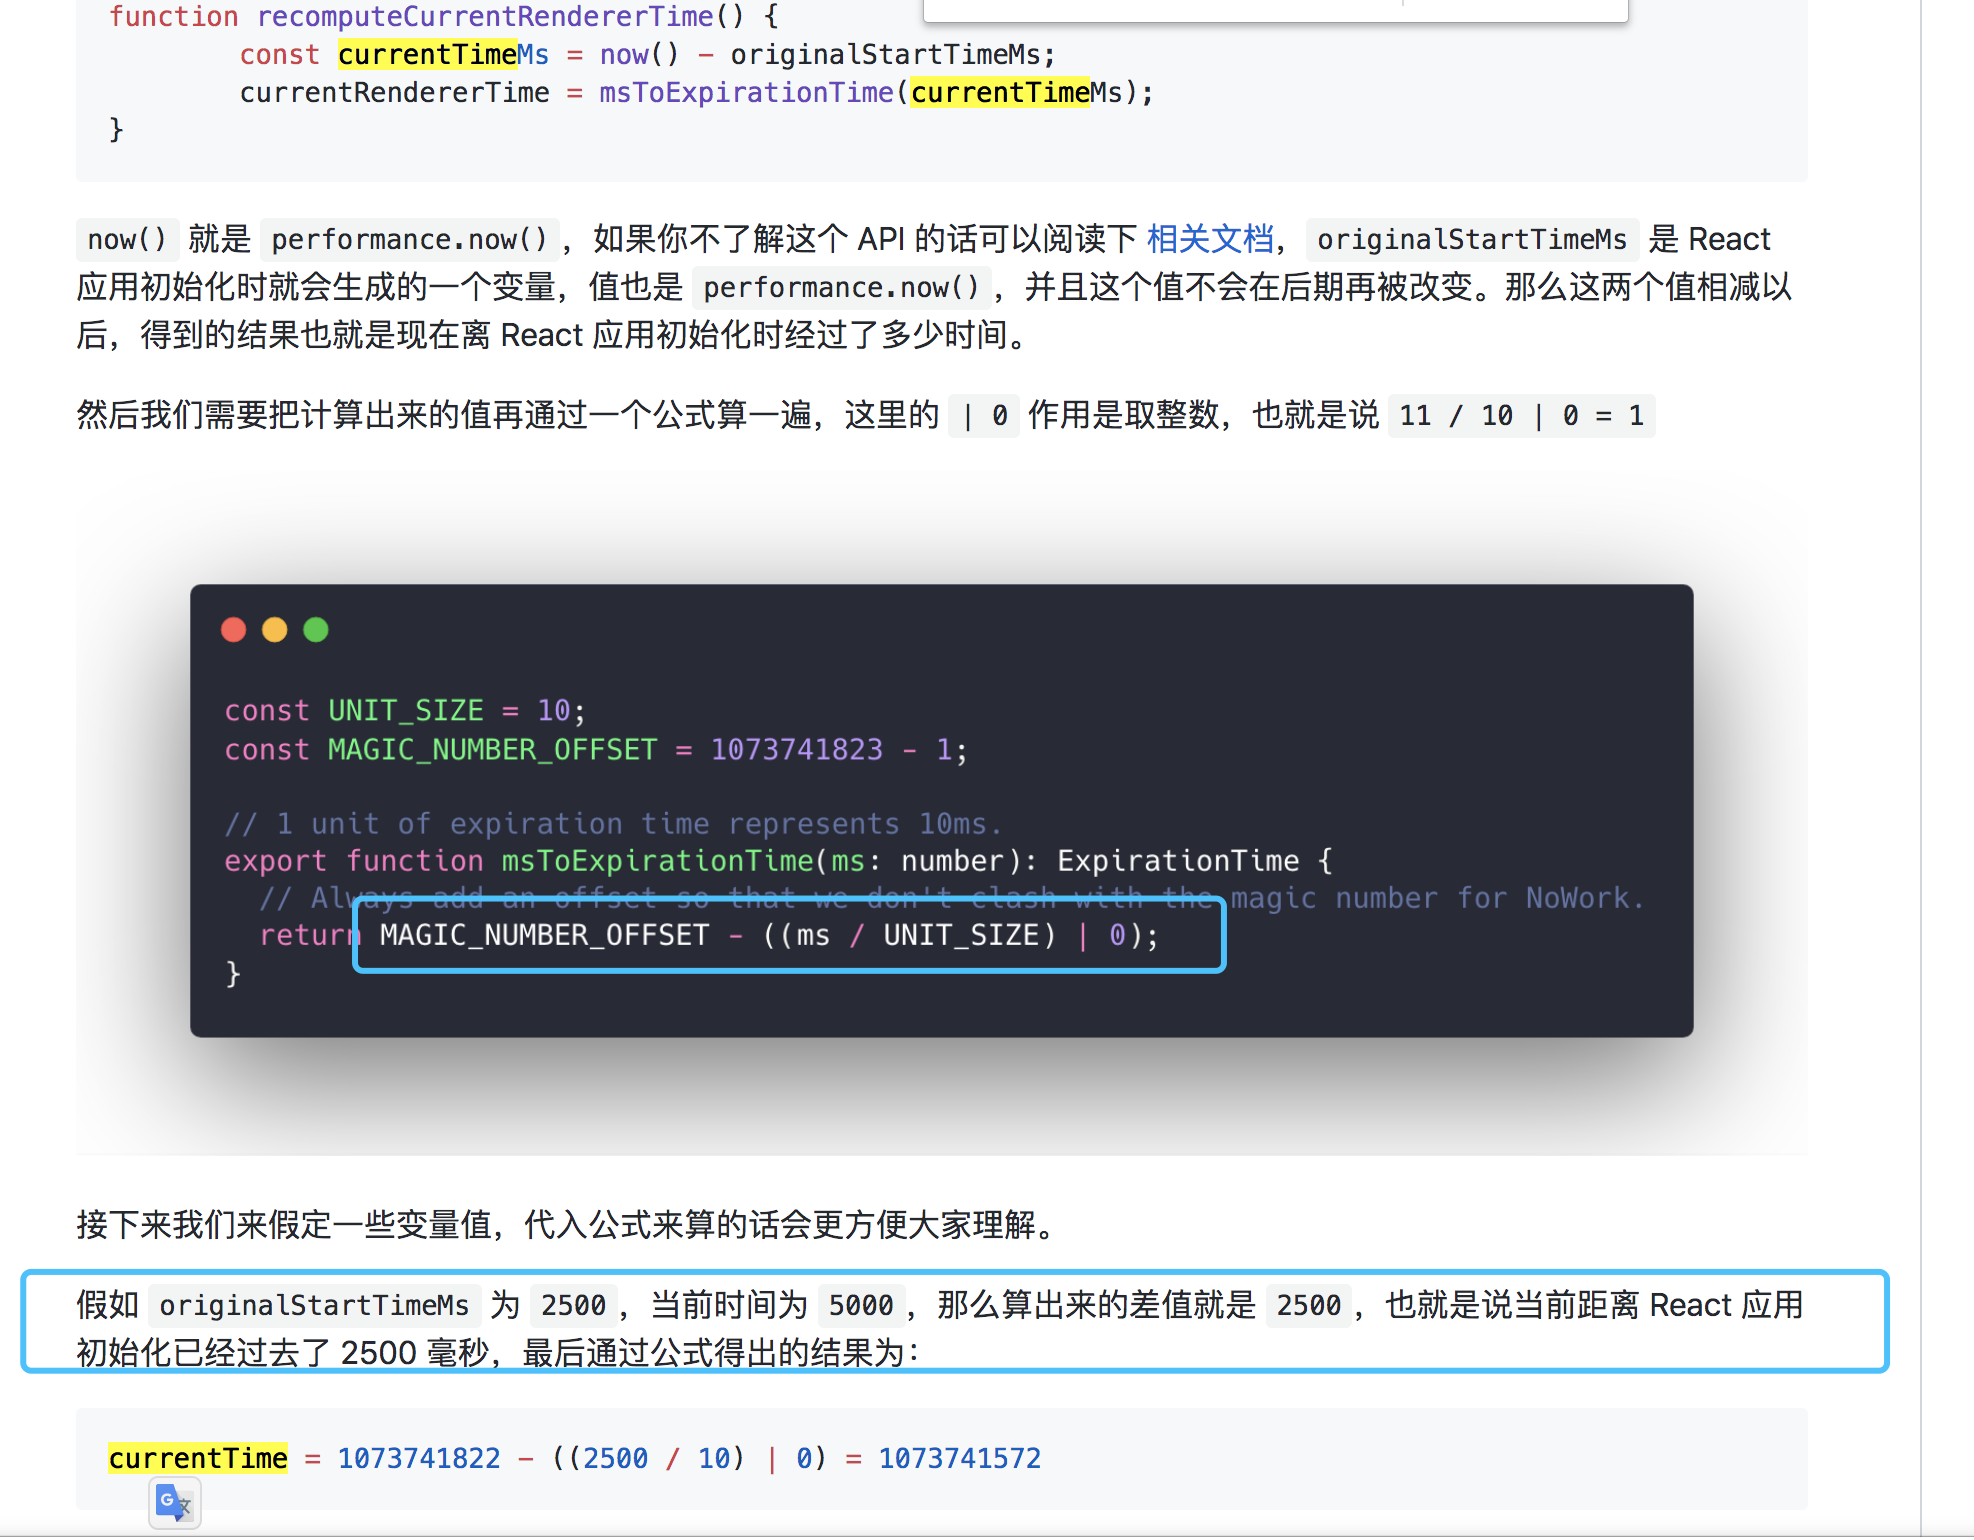 function recomputeCurrentRendererTime() {
const currentTimeMs = now() - originalStartTimeMs;
currentRendererTime = msToExpirationTime(currentTimeMs);
}
now() 就是 performance.now() ，如果你不了解这个 API 的话可以阅读下 相关文档， originalStartTimeMs 是 React
应用初始化时就会生成的一个变量，值也是 performance.now() ，并且这个值不会在后期再被改变。那么这两个值相减以
后，得到的结果也就是现在离 React 应用初始化时经过了多少时间。
然后我们需要把计算出来的值再通过一个公式算一遍，这里的 | 0 作用是取整数，也就是说 11 / 10 | 0 = 1
const UNIT_SIZE = 10;
const MAGIC_NUMBER_OFFSET = 1073741823 - 1;
// 1 unit of expiration time represents 10ms.
export function msToExpirationTime(ms: number): ExpirationTime {
// Always add an offset so that we don't clash with the magic number for NoWork.
return MAGIC_NUMBER_OFFSET - ((ms / UNIT_SIZE) | 0);
}
接下来我们来假定一些变量值，代入公式来算的话会更方便大家理解。
假如 originalStartTimeMs 为 2500 ，当前时间为 5000 ，那么算出来的差值就是 2500 ，也就是说当前距离 React 应用
初始化已经过去了 2500 毫秒，最后通过公式得出的结果为：
currentTime = 1073741822 - ((2500 / 10) | 0) = 1073741572
G 文